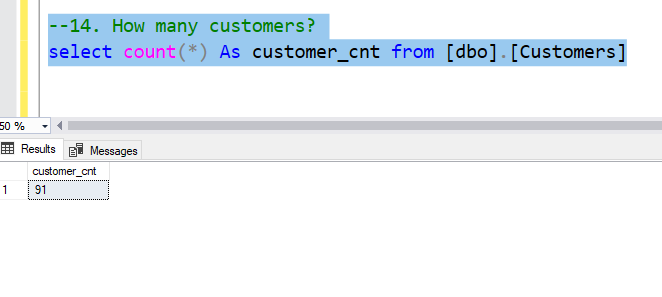 --14. How many customers?
select count(*) As customer_cnt from [dbo].[Customers]
50 %
Results
Messages
customer_cnt
1 91